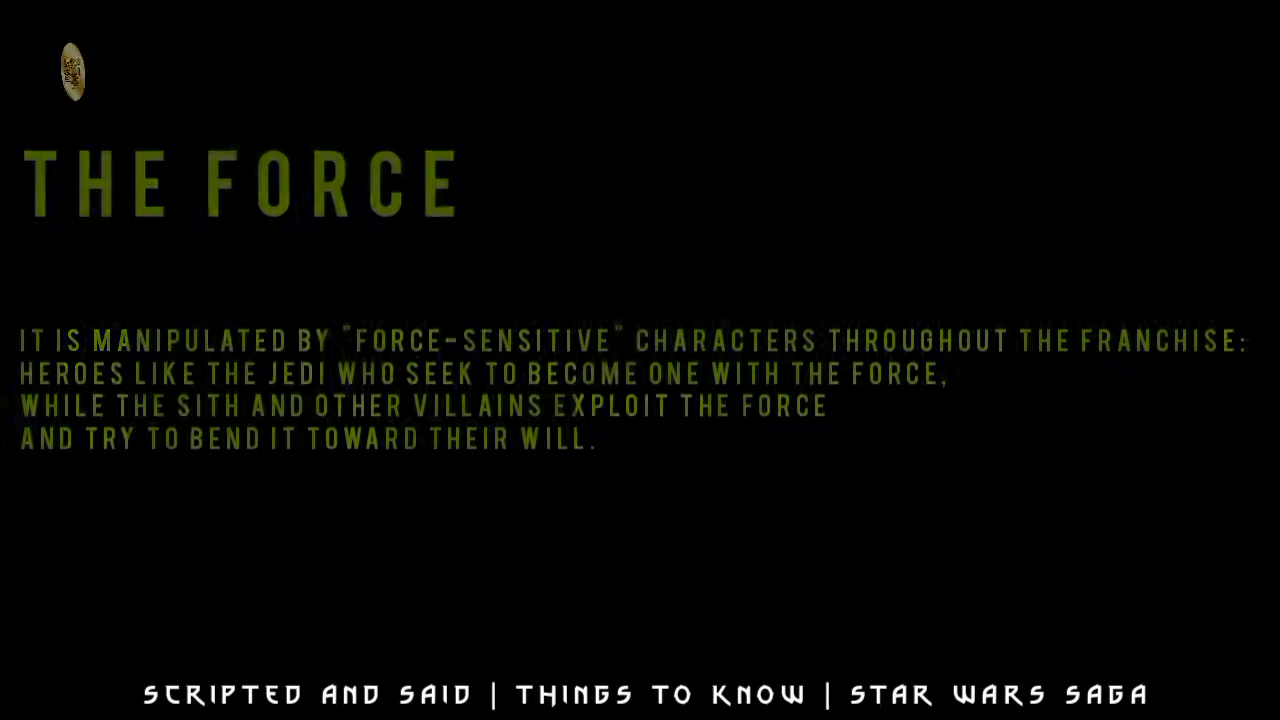 THE FORCE
IT IS MANIPULATED BY "FORCE-SENSITIVE" CHARACTERS THROUGHOUT THE FRANCHISE:
HEROES LIKE THE JEDI WHO SEEK TO BECOME ONE WITH THE FORCE,
WHILE THE SITH AND OTHER VILLAINS EXPLOIT THE FORCE
AND TRY TO BEND IT TOWARD THEIR WILL.
SCRIPTED AND SAID | THINGS TO KNOW | STAR WARS SAGA